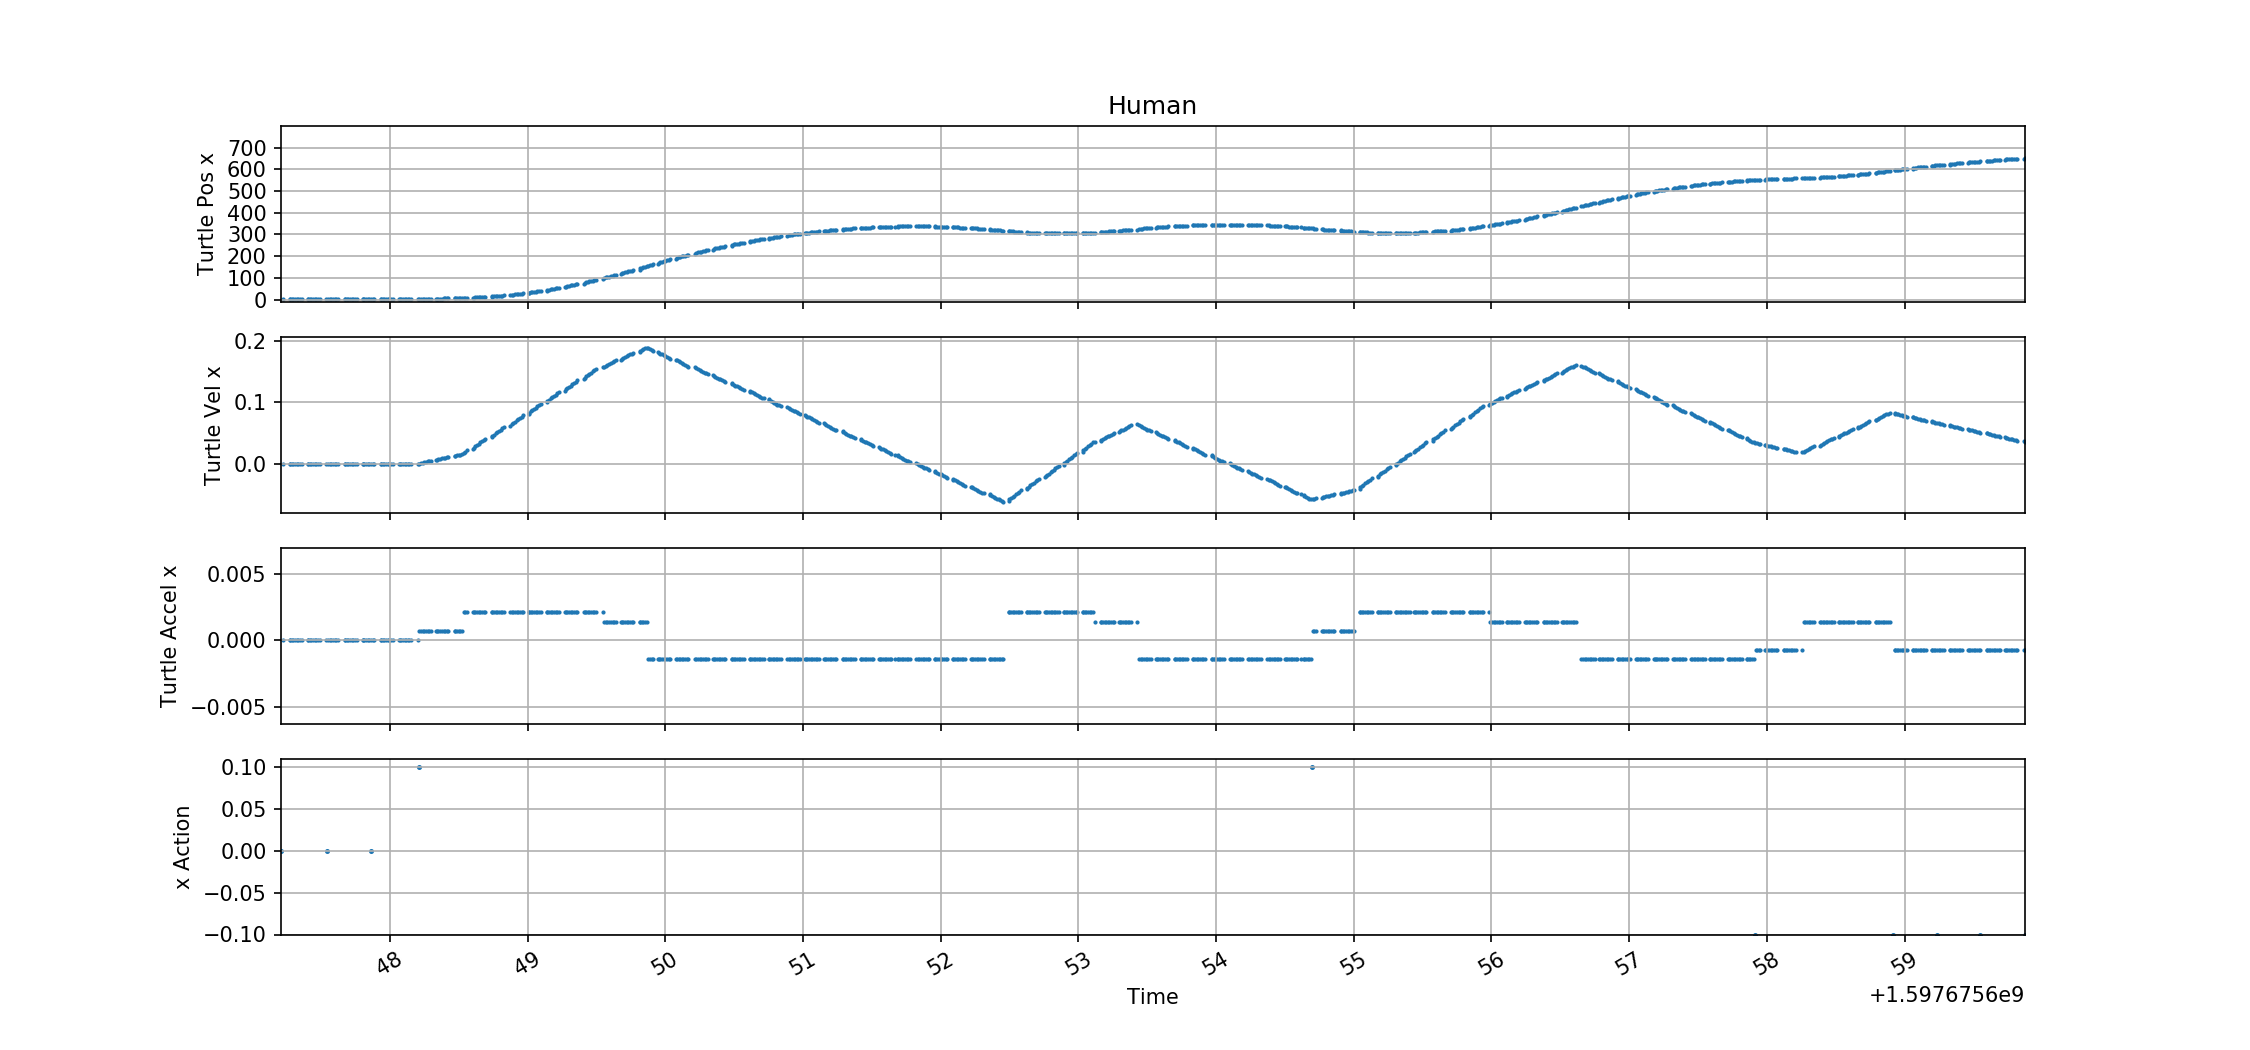 Human
Turtle Pos x
700
600
500
400
300
200
100
0
Turtle Vel x
0.2
0.1
0.0
Turtle Accel x
0.005
0.000
−0.005
x Action
0.10
0.05
0.00
−0.05
−0.10
48 49 50 51 52 53 54 55 56 57 58 59
Time
+1.5976756e9